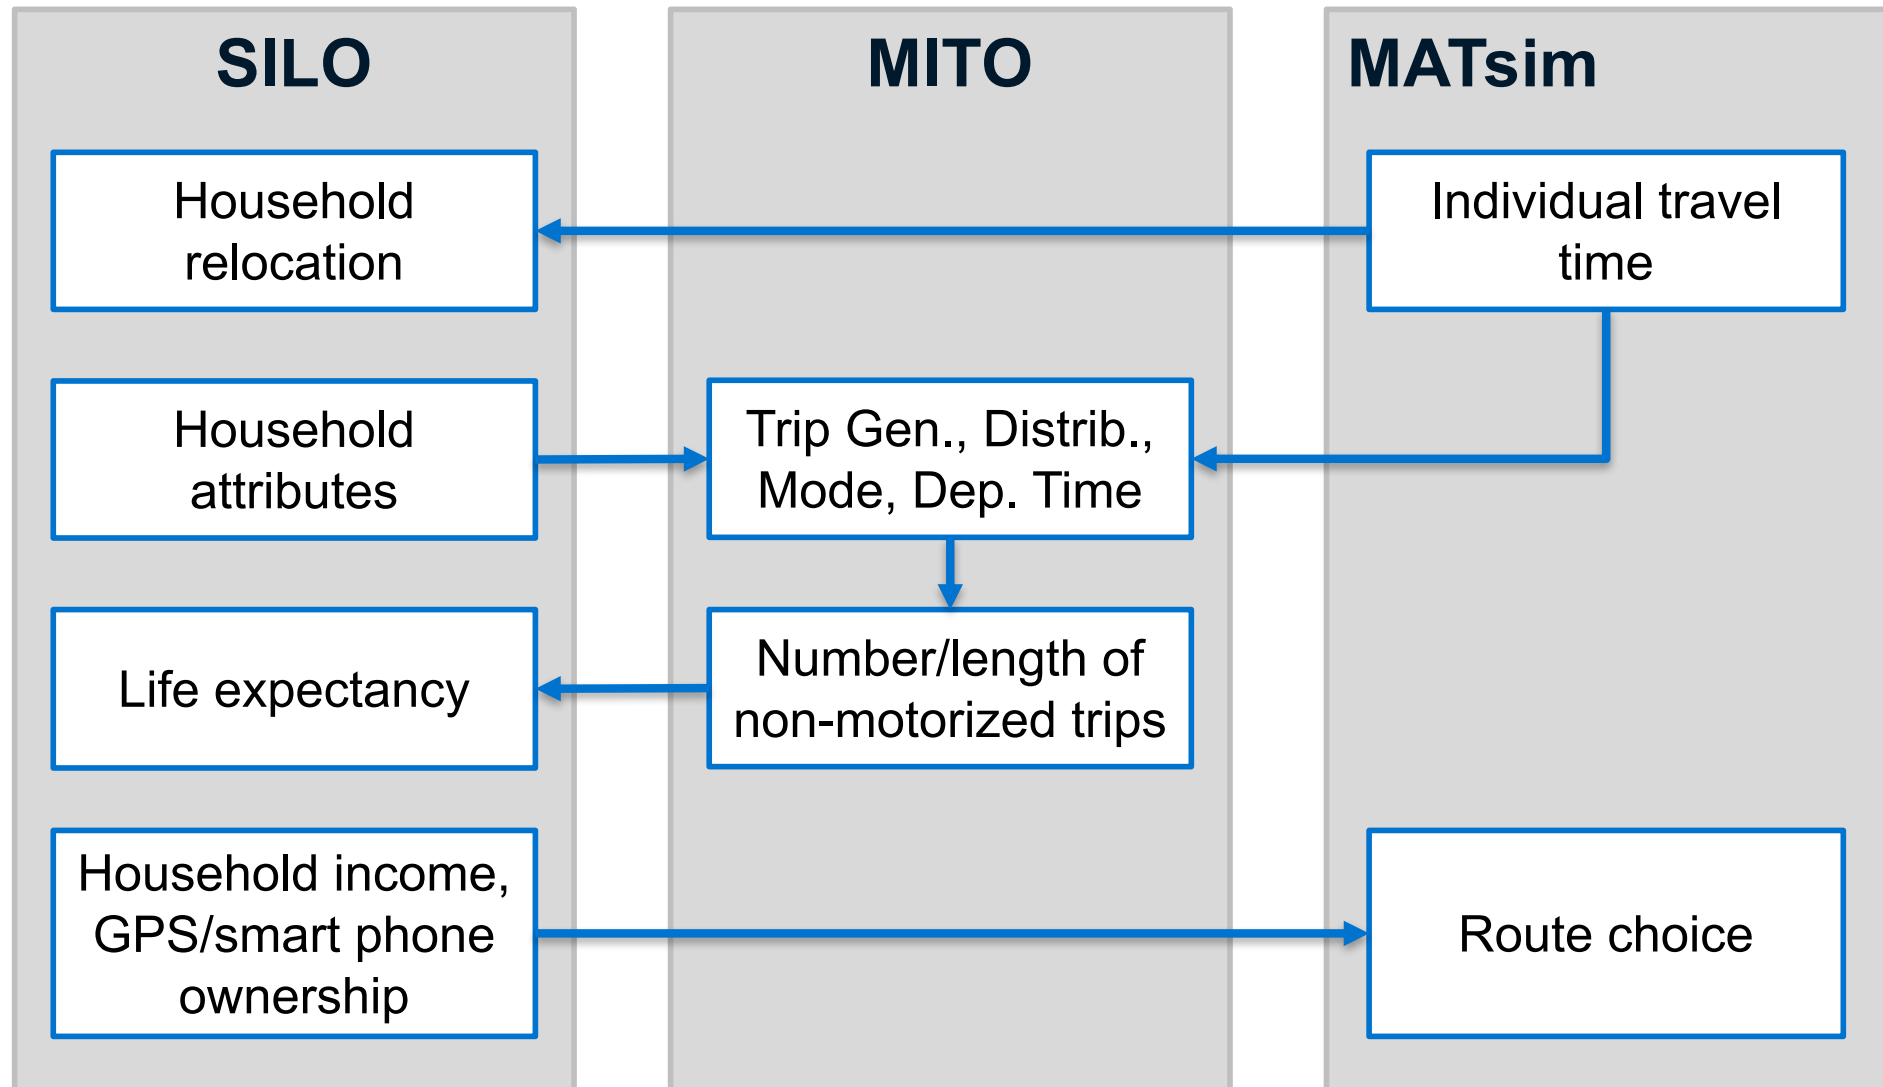 SILO
MITO
MATsim
Household
relocation
Individual travel
time
Household
attributes
Trip Gen., Distrib.,
Mode, Dep. Time
Life expectancy
Number/length of
non-motorized trips
Household income,
GPS/smart phone
ownership
Route choice